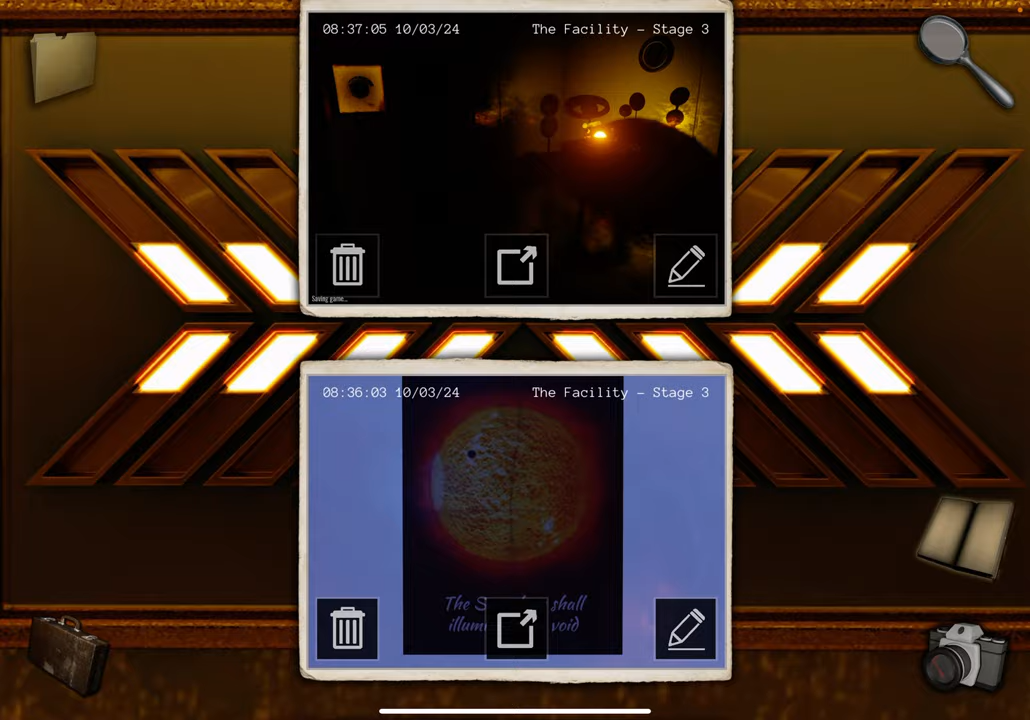 08:37:05 10/03/24 The Facility - Stage 3
Saving game...
08:36:03 10/03/24 The Facility - Stage 3
The shall
illum void